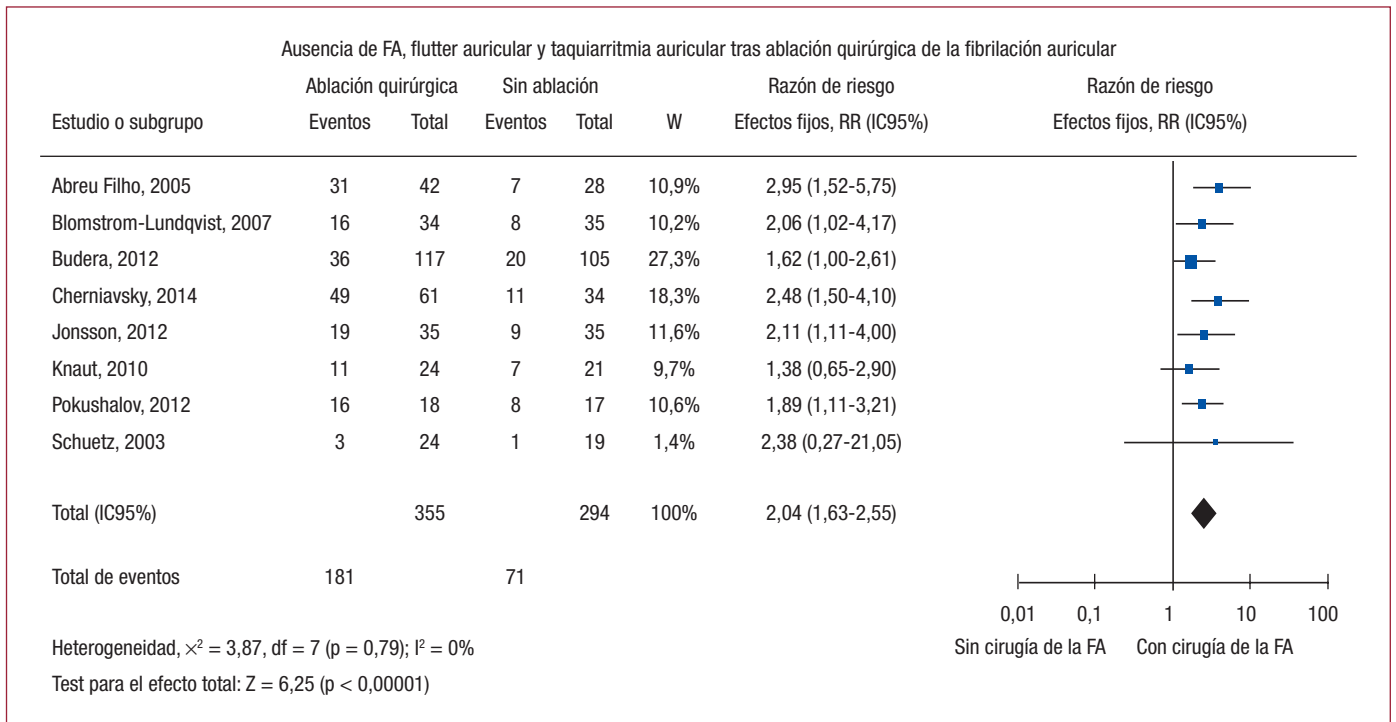 Ausencia de FA, flutter auricular y taquiarritmia auricular tras ablación quirúrgica de la fibrilación auricular
Ablación quirúrgica Sin ablación Razón de riesgo Razón de riesgo
Estudio o subgrupo Eventos Total Eventos Total W Efectos fijos, RR (IC95%) Efectos fijos, RR (IC95%)
Abreu Filho, 2005 31 42 7 28 10,9% 2,95 (1,52-5,75)
Blomstrom-Lundqvist, 2007 16 34 8 35 10,2% 2,06 (1,02-4,17)
Budera, 2012 36 117 20 105 27,3% 1,62 (1,00-2,61)
Cherniavsky, 2014 49 61 11 34 18,3% 2,48 (1,50-4,10)
Jonsson, 2012 19 35 9 35 11,6% 2,11 (1,11-4,00)
Knaut, 2010 11 24 7 21 9,7% 1,38 (0,65-2,90)
Pokushalov, 2012 16 18 8 17 10,6% 1,89 (1,11-3,21)
Schuetz, 2003 3 24 1 19 1,4% 2,38 (0,27-21,05)
Total (IC95%) 355 294 100% 2,04 (1,63-2,55)
Total de eventos 181 71
0,01 0,1 1 10 100
Heterogeneidad, ×² = 3,87, df = 7 (p = 0,79); I² = 0% Sin cirugía de la FA Con cirugía de la FA
Test para el efecto total: Z = 6,25 (p < 0,00001)